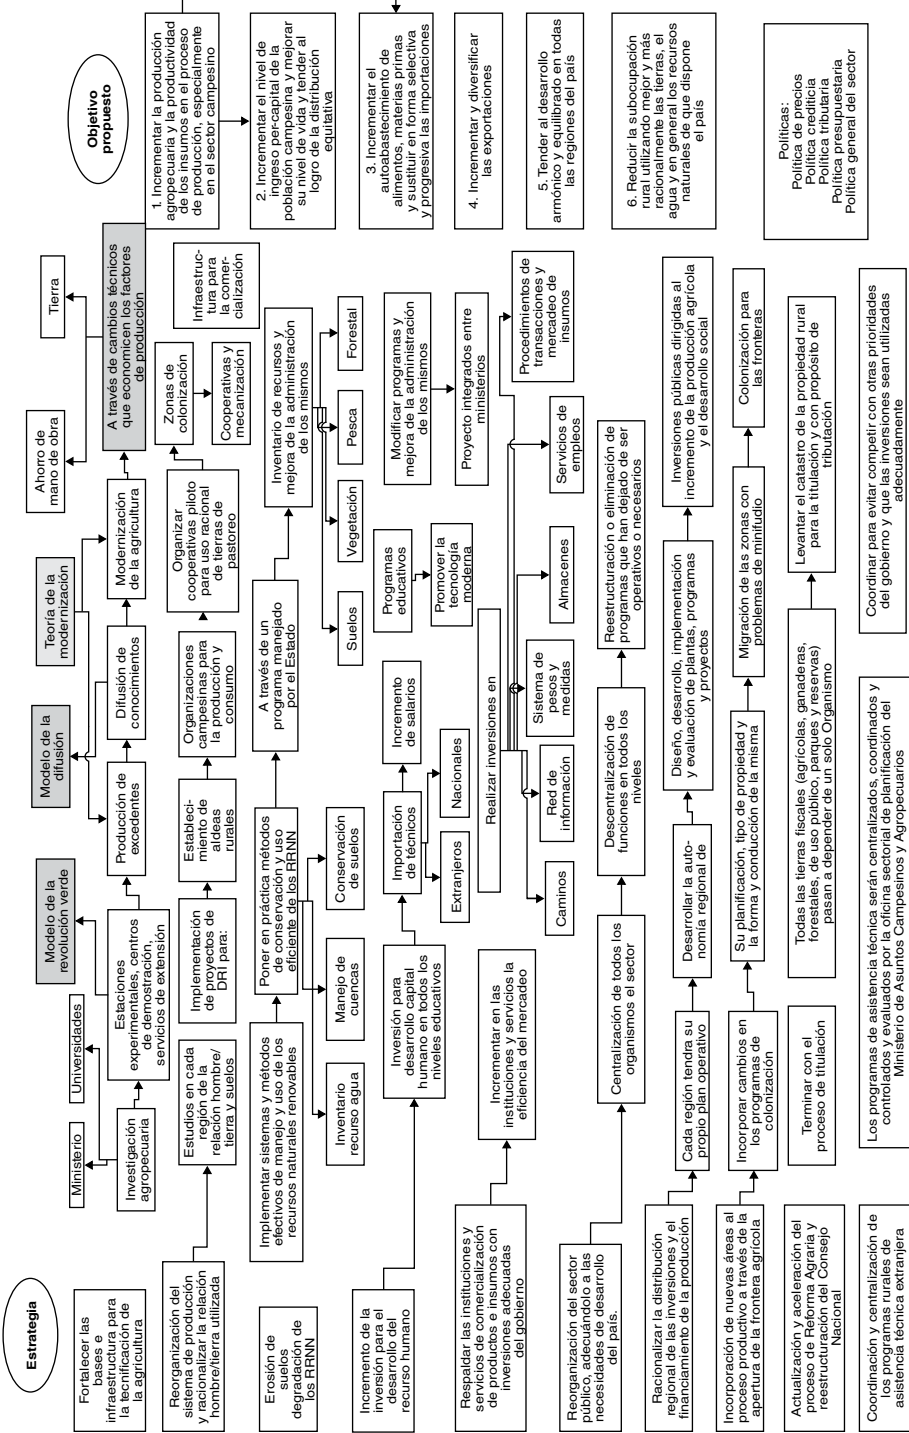 Estrategia
Fortalecer las
bases e
infraestructura para
la tecnificación de
la agricultura
Ministerio
Universidades
Modelo de la
revolución verde
Modelo de la
difusión
Teoría de la
modernización
Ahorro de
mano de obra
Tierra
Objetivo
propuesto
Investigación
agropecuaria
Estaciones
experimentales, centros
de demostración,
servicios de extensión
Producción de
excedentes
Difusión de
conocimientos
Modernización
de la agricultura
A través de cambios técnicos
que economicen los factores
de producción
1. Incrementar la producción
agropecuaria y la productividad
de los insumos en el proceso
de producción, especialmente
en el sector campesino
Reorganización del
sistema de producción
y racionalizar la relación
hombre/tierra utilizada
Estudios en cada
región de la
relación hombre/
tierra y suelos
Implementación
de proyectos de
DRI para:
Estableci-
miento de
aldeas
rurales
Organizaciones
campesinas para
la producción y
consumo
Organizar
cooperativas piloto
para uso racional
de tierras de
pastoreo
Zonas de
colonización
Cooperativas y
mecanización
Infraestruc-
tura para
la comer-
cialización
2. Incrementar el nivel de
ingreso per-capital de la
población campesina y mejorar
su nivel de vida y tender al
logro de la distribución
equitativa
Erosión de
suelos
degradación de
los RRNN
Implementar sistemas y métodos
efectivos de manejo y uso de los
recursos naturales renovables
Poner en práctica métodos
de conservación y uso
eficiente de los RRNN
A través de un
programa manejado
por el Estado
Inventario de recursos y
mejora de la administración
de los mismos
Inventario
recurso agua
Manejo de
cuencas
Conservación
de suelos
Suelos
Vegetación
Pesca
Forestal
3. Incrementar el
autoabastecimiento de
alimentos, materias primas
y sustituir en forma selectiva
y progresiva las importaciones
Incremento de la
inversión para el
desarrollo del
recurso humano
Inversión para
desarrollo capital
humano en todos los
niveles educativos
Importación
de técnicos
Incremento
de salarios
Extranjeros
Nacionales
Programas
educativos
Promover la
tecnología
moderna
Modificar programas y
mejora de la administración
de los mismos
Proyecto integrados entre
ministerios
4. Incrementar y diversificar
las exportaciones
Respaldar las instituciones y
servicios de comercialización
de productos e insumos con
inversiones adecuadas
del gobierno
Incrementar en las
instituciones y servicios la
eficiencia del mercadeo
Realizar inversiones en
Caminos
Red de
información
Sistema de
pesos y
medidas
Almacenes
Servicios de
empleos
Procedimientos de
transacciones y
mercadeo de
insumos
5. Tender al desarrollo
armónico y equilibrado en todas
las regiones del país
Reorganización del sector
público, adecuándolo a las
necesidades de desarrollo
del país.
Centralización de todos los
organismos el sector
Descentralización de
funciones en todos los
niveles
Reestructuración o eliminación de
programas que han dejado de ser
operativos o necesarios
6. Reducir la subocupación
rural utilizando mejor y más
racionalmente las tierras, el
agua y en general los recursos
naturales de que dispone
el país
Racionalizar la distribución
regional de las inversiones y el
financiamiento de la producción
Cada región tendra su
propio plan operativo
Desarrollar la auto-
nomía regional de
Diseño, desarrollo, implementación
y evaluación de plantas, programas
y proyectos
Inversiones públicas dirigidas al
incremento de la producción agrícola
y el desarrollo social
Incorporación de nuevas áreas al
proceso productivo a través de la
apertura de la frontera agrícola
Incorporar cambios en
los programas de
colonización
Su planificación, tipo de propiedad y
la forma y conducción de la misma
Migración de las zonas con
problemas de minifudio
Colonización para
las fronteras
Políticas:
Política de precios
Política crediticia
Política tributaria
Política presupuestaria
Política general del sector
Actualización y aceleración del
proceso de Reforma Agraria y
reestructuración del Consejo
Nacional
Terminar con el
proceso de titulación
Todas las tierras fiscales (agrícolas, ganaderas,
forestales, de uso público, parques y reservas)
pasan a depender de un solo Organismo
Levantar el catastro de la propiedad rural
para la titulación y con propósito de
tributación
Coordinación y centralización de
los programas rurales de
asistencia técnica extranjera
Los programas de asistencia técnica serán centralizados, coordinados y
controlados y evaluados por la oficina sectorial de planificación del
Ministerio de Asuntos Campesinos y Agropecuarios
Coordinar para evitar competir con otras prioridades
del gobierno y que las inversiones sean utilizadas
adecuadamente